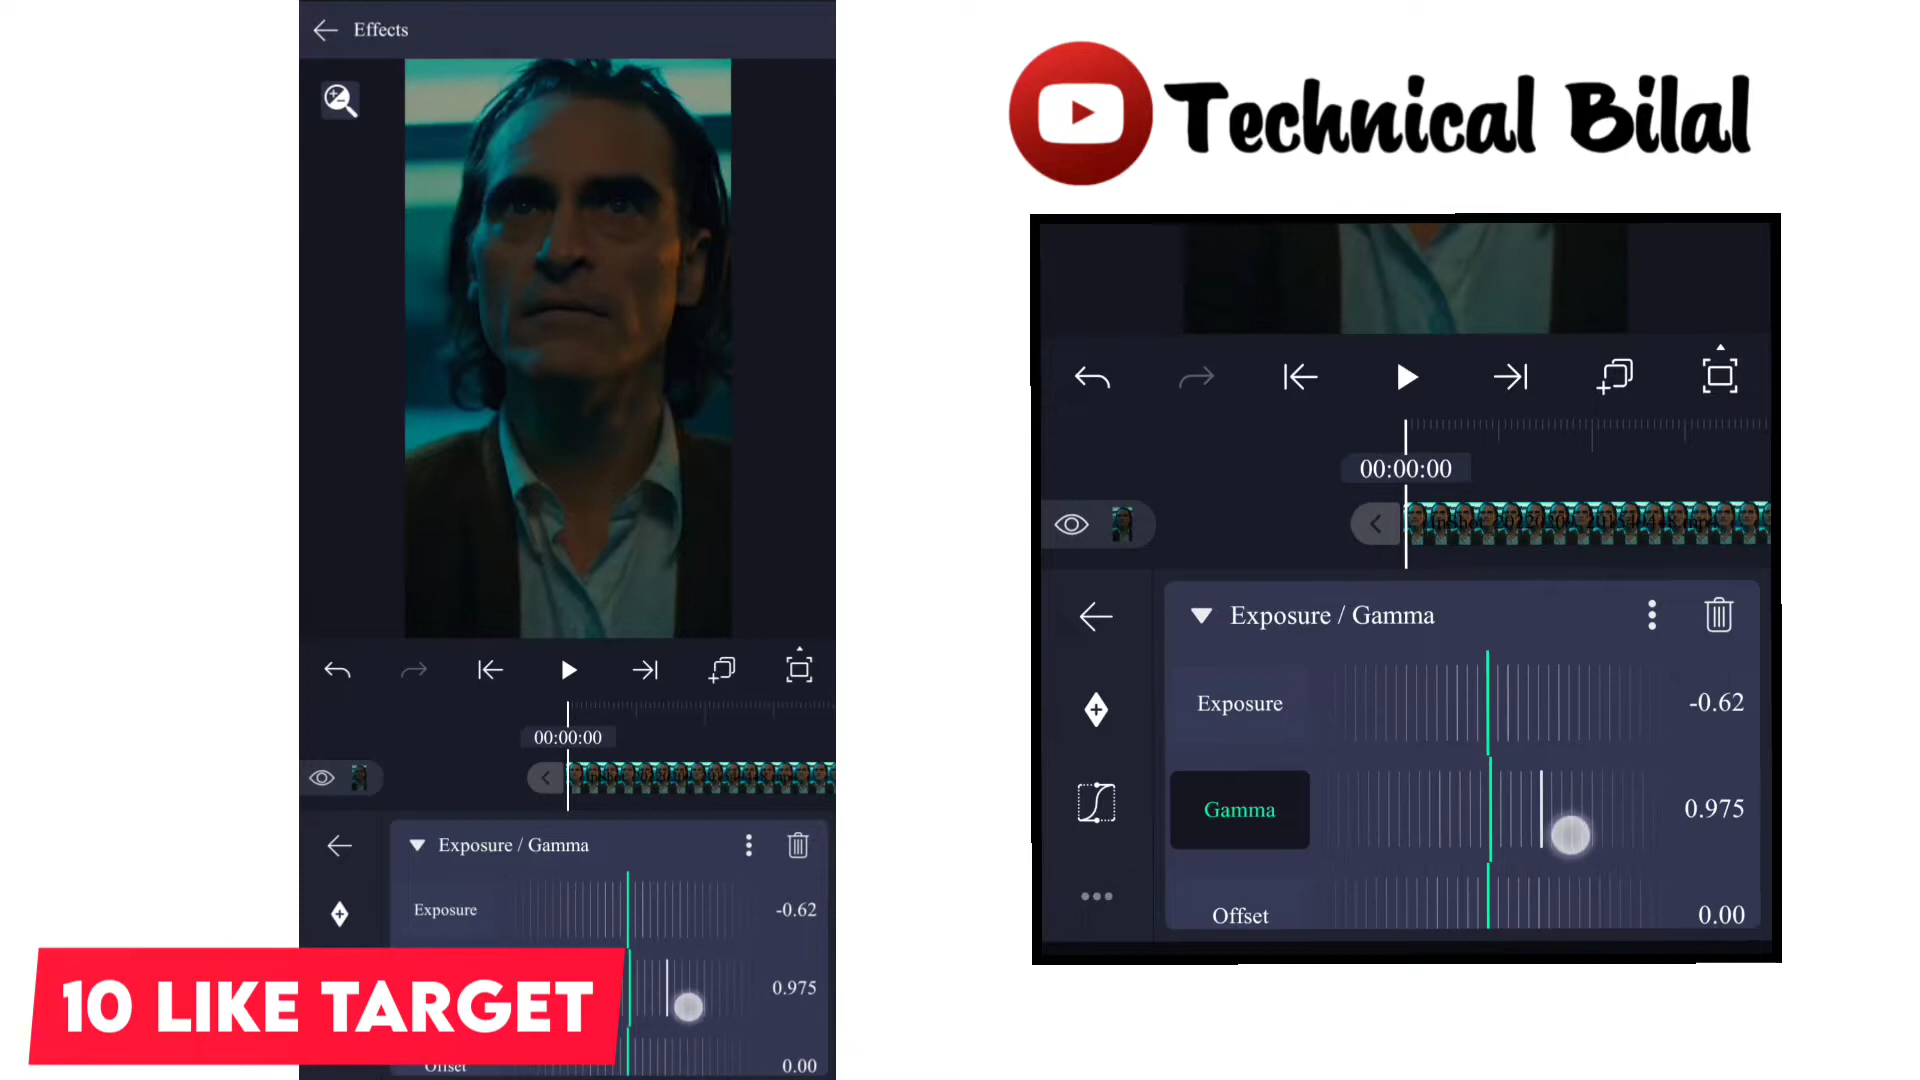 Effects
Technical Bilal
00:00:00
Exposure / Gamma
Exposure
-0.62
Gamma
0.975
Offset
0.00
00:00:00
Exposure / Gamma
Exposure
-0.62
0.975
Offset
0.00
10 LIKE TARGET